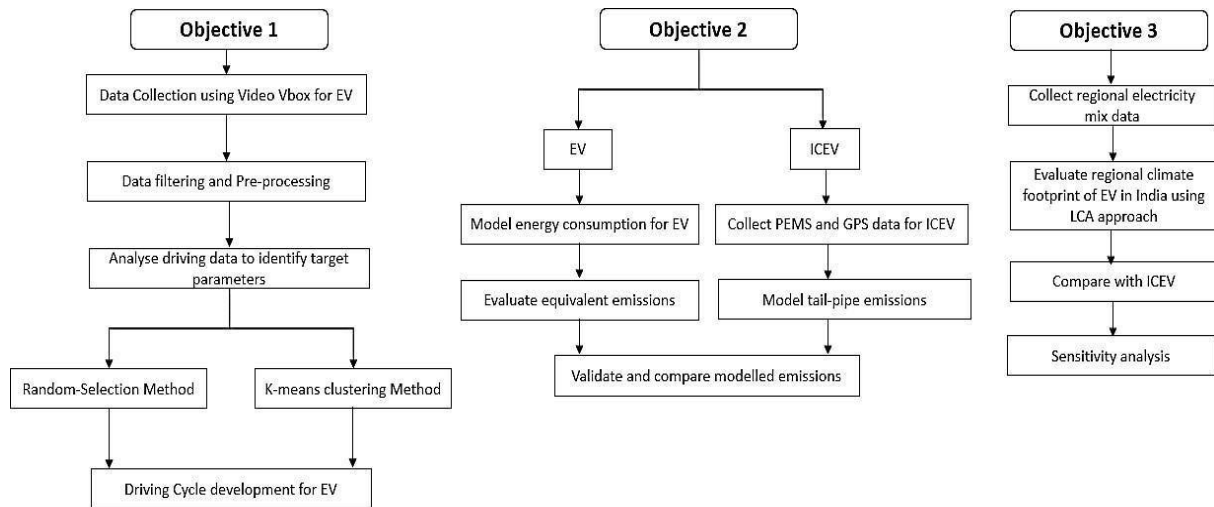 Objective 1
Data Collection using Video Vbox for EV
Data filtering and Pre-processing
Analyse driving data to identify target
parameters
Random-Selection Method
K-means clustering Method
Driving Cycle development for EV
Objective 2
EV
ICEV
Model energy consumption for EV
Collect PEMS and GPS data for ICEV
Evaluate equivalent emissions
Model tail-pipe emissions
Validate and compare modelled emissions
Objective 3
Collect regional electricity
mix data
Evaluate regional climate
footprint of EV in India using
LCA approach
Compare with ICEV
Sensitivity analysis